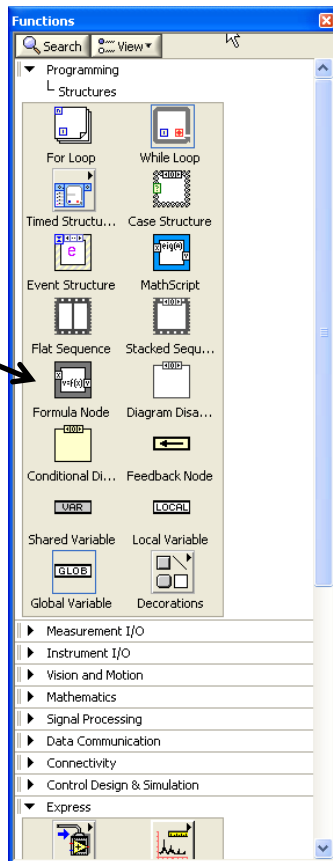 Functions
Search View
Programming
Structures
For Loop While Loop
Timed Structu... Case Structure
Event Structure MathScript
Flat Sequence Stacked Sequ...
Formula Node Diagram Disa...
Conditional Di... Feedback Node
VAR LOCAL
Shared Variable Local Variable
GLOB
Global Variable Decorations
Measurement I/O
Instrument I/O
Vision and Motion
Mathematics
Signal Processing
Data Communication
Connectivity
Control Design & Simulation
Express